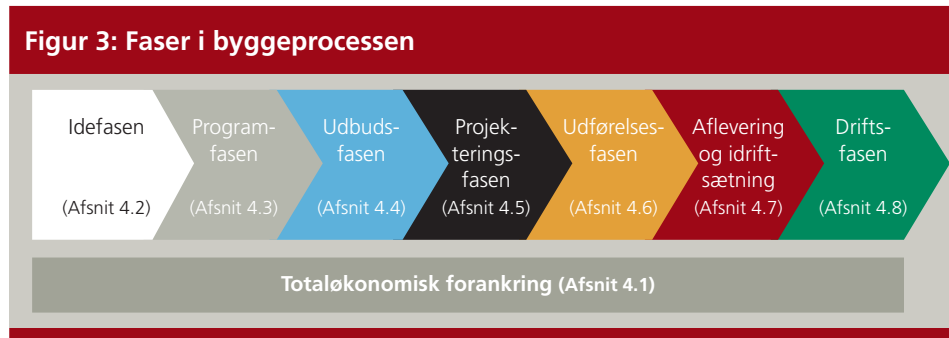 Figur 3: Faser i byggeprocessen
Idefasen
(Afsnit 4.2)
Program-
fasen
(Afsnit 4.3)
Udbuds-
fasen
(Afsnit 4.4)
Projek-
terings-
fasen
(Afsnit 4.5)
Udførelses-
fasen
(Afsnit 4.6)
Aflevering
og idrift-
sætning
(Afsnit 4.7)
Drifts-
fasen
(Afsnit 4.8)
Totaløkonomisk forankring (Afsnit 4.1)